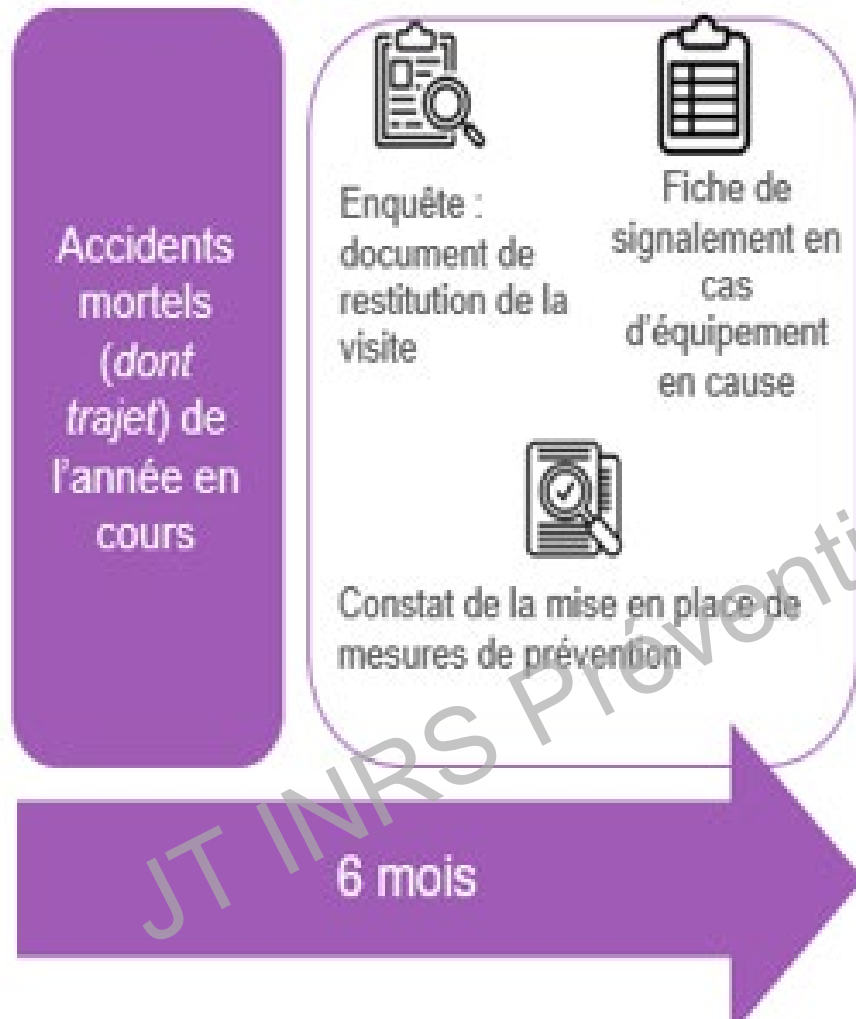 Accidents
mortels
(dont
trajet) de
l'année en
cours
Enquête :
document de
restitution de la
visite
Fiche de
signalement en
cas
d'équipement
en cause
Constat de la mise en place de
mesures de prévention
6 mois
JT INRS Préventi